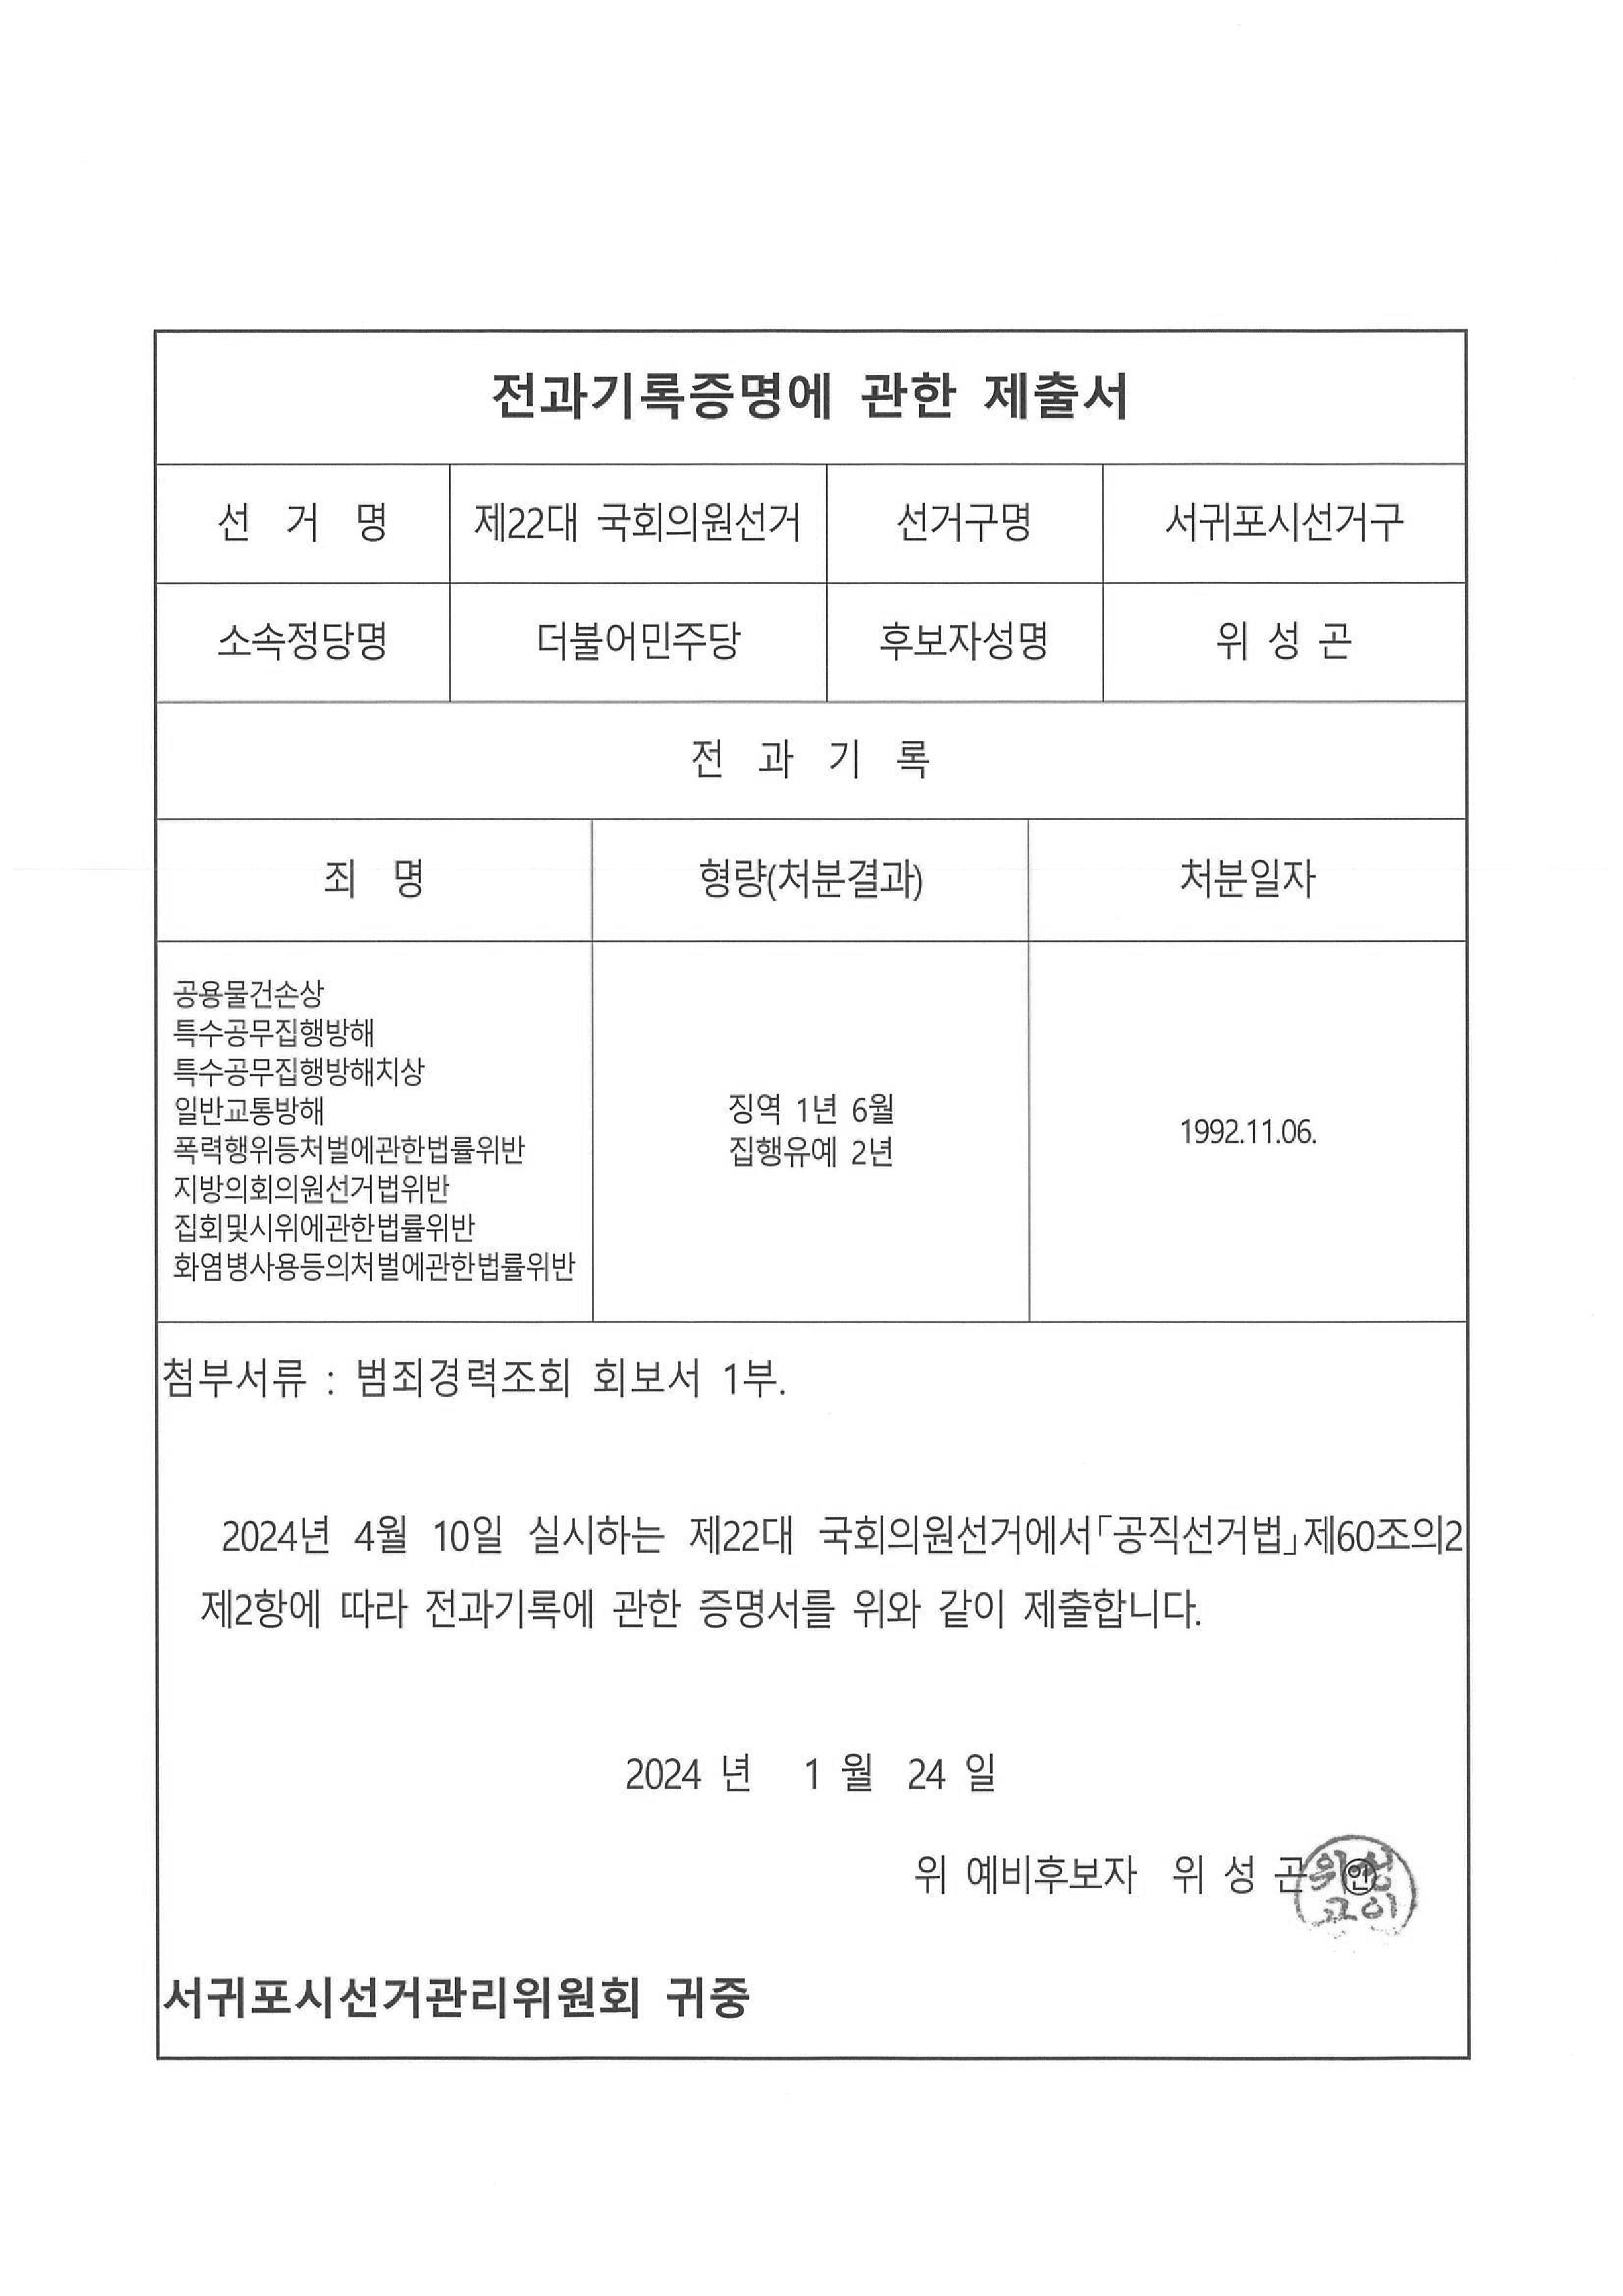 전과기록증명에 관한 제출서
선 거 명 제22대 국회의원선거 선거구명 서귀포시선거구
소속정당명 더불어민주당 후보자성명 위 성 곤
전 과 기 록
죄 명 형량(처분결과) 처분일자
공용물건손상
특수공무집행방해
특수공무집행방해치상
일반교통방해
폭력행위등처벌에관한법률위반
지방의회의원선거법위반
집회및시위에관한법률위반
화염병사용등의처벌에관한법률위반
징역 1년 6월
집행유예 2년
1992.11.06.
첨부서류 : 범죄경력조회 회보서 1부.
2024년 4월 10일 실시하는 제22대 국회의원선거에서「공직선거법」제60조의2
제2항에 따라 전과기록에 관한 증명서를 위와 같이 제출합니다.
2024 년 1 월 24 일
위 예비후보자 위 성 곤 ㊞
서귀포시선거관리위원회 귀중